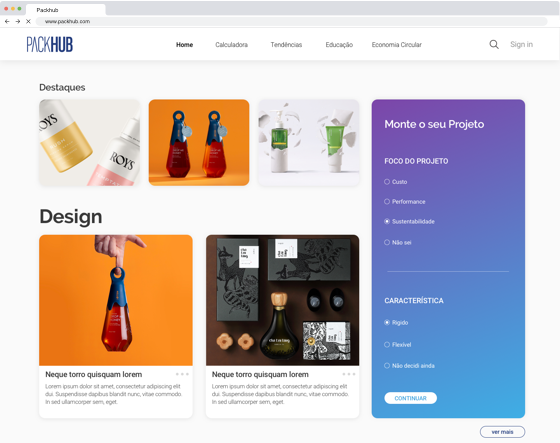 Packhub
www.packhub.com
PACKHUB
Home
Calculadora
Tendências
Educação
Economia Circular
Sign in
Destaques
ROYS
Monte o seu Projeto
FOCO DO PROJETO
Custo
Performance
Sustentabilidade
Não sei
CARACTERÍSTICA
Rigido
Flexível
Não decidi ainda
CONTINUAR
Design
Neque torro quisquam lorem
Lorem ipsum dolor sit amet, consectetur adipiscing elit
dui. Suspendisse dapibus blandit nunc, vitae commodo
In sed ullamcorper sem, eget.
Neque torro quisquam lorem
Lorem ipsum dolor sit amet, consectetur adipiscing elit
dui. Suspendisse dapibus blandit nunc, vitae commodo
In sed ullamcorper sem, eget.
ver mais